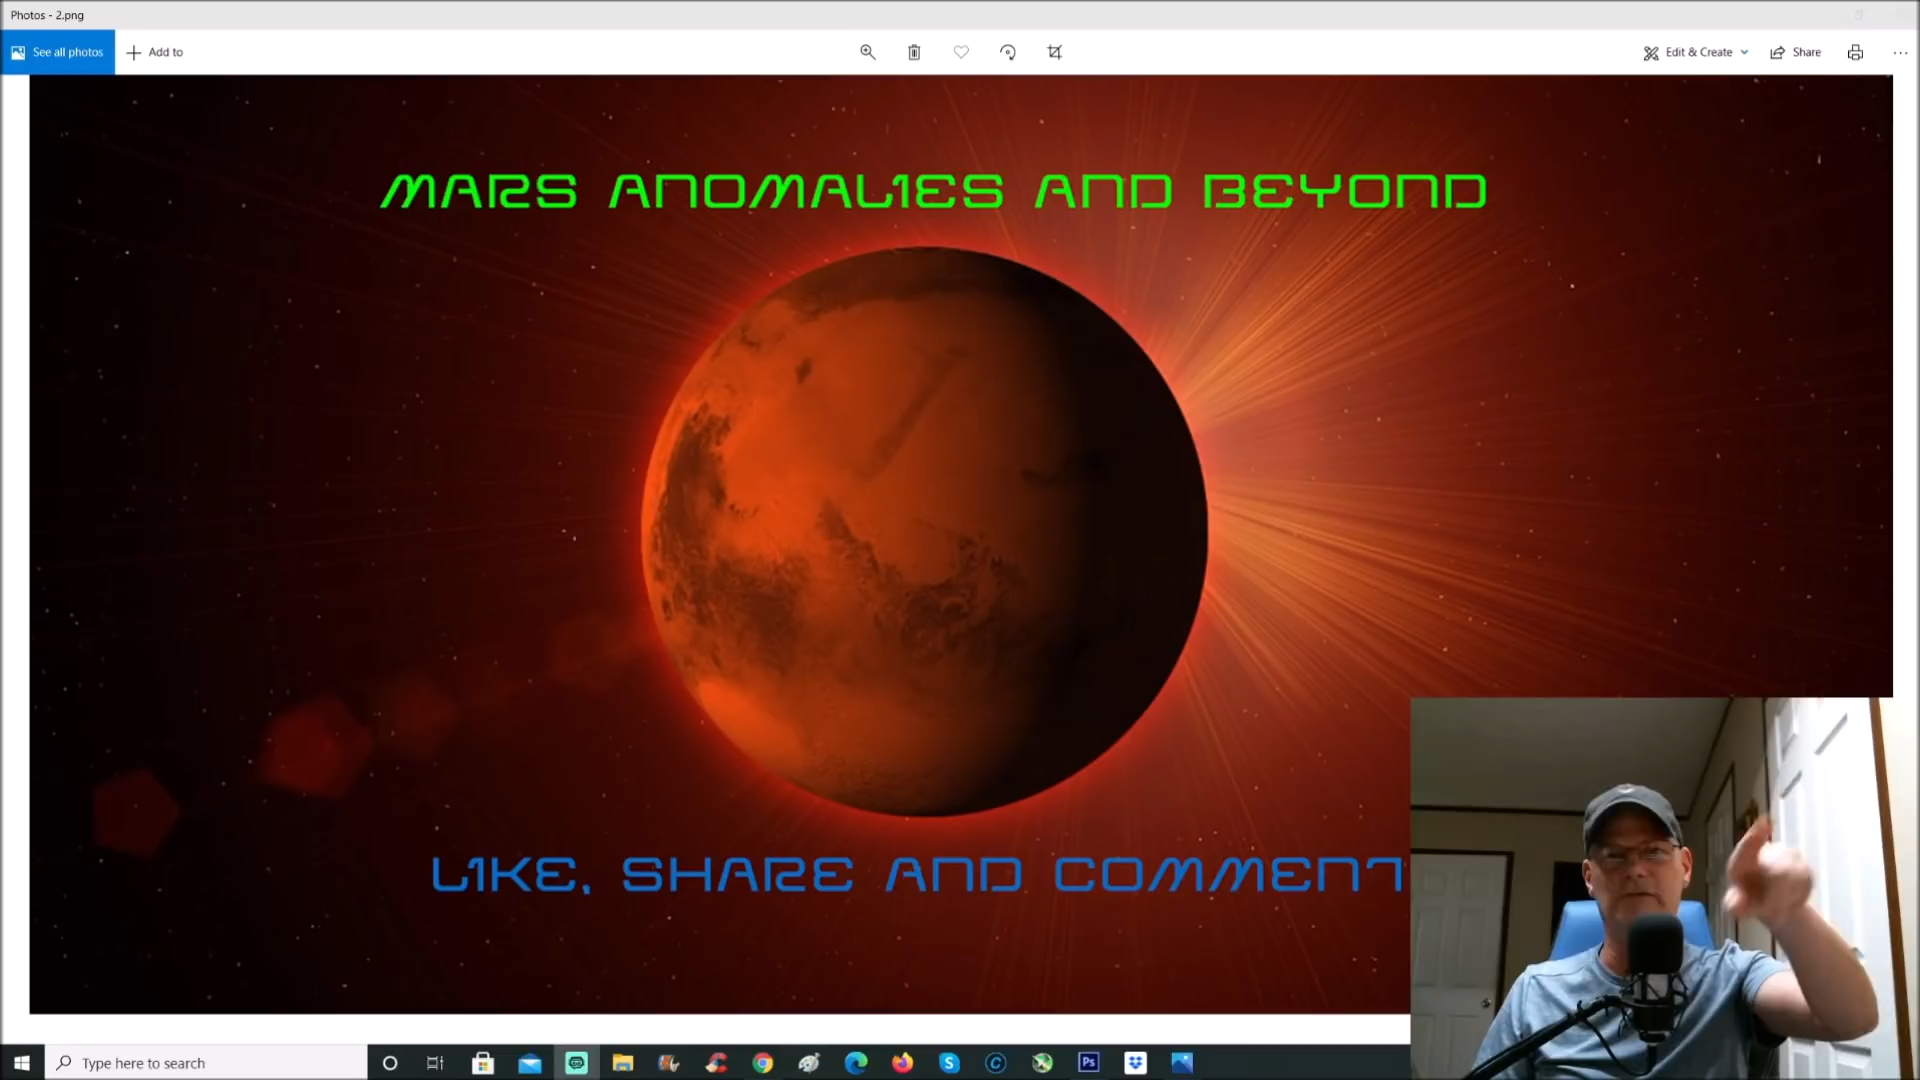 Photos - 2.png
See all photos
Add to
Edit & Create
Share
MARS ANOMALIES AND BEYOND
LIKE, SHARE AND COMMENT
Type here to search
Ps